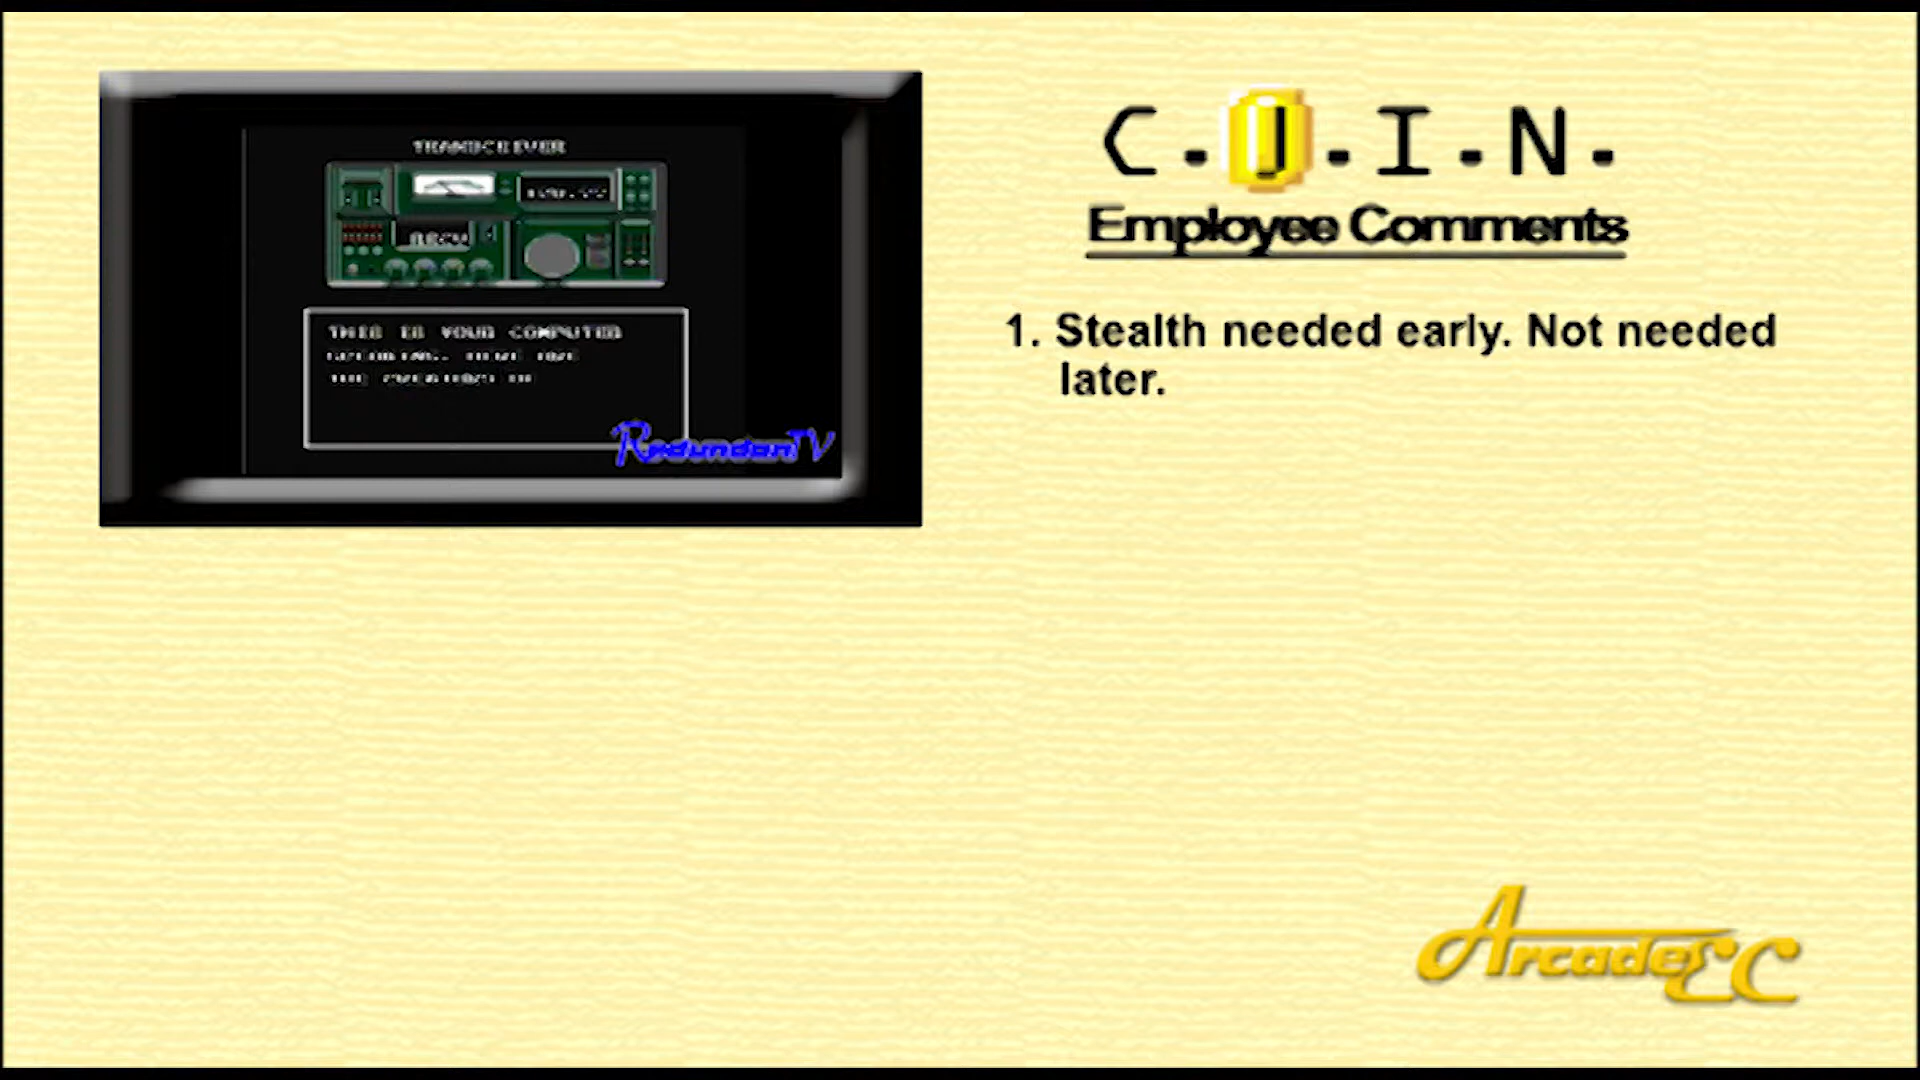 TRANSCEIVER
THIS IS YOUR COMPUTER
RedundanTV
C.O.I.N.
Employee Comments
1. Stealth needed early. Not needed
later.
ArcadeEC